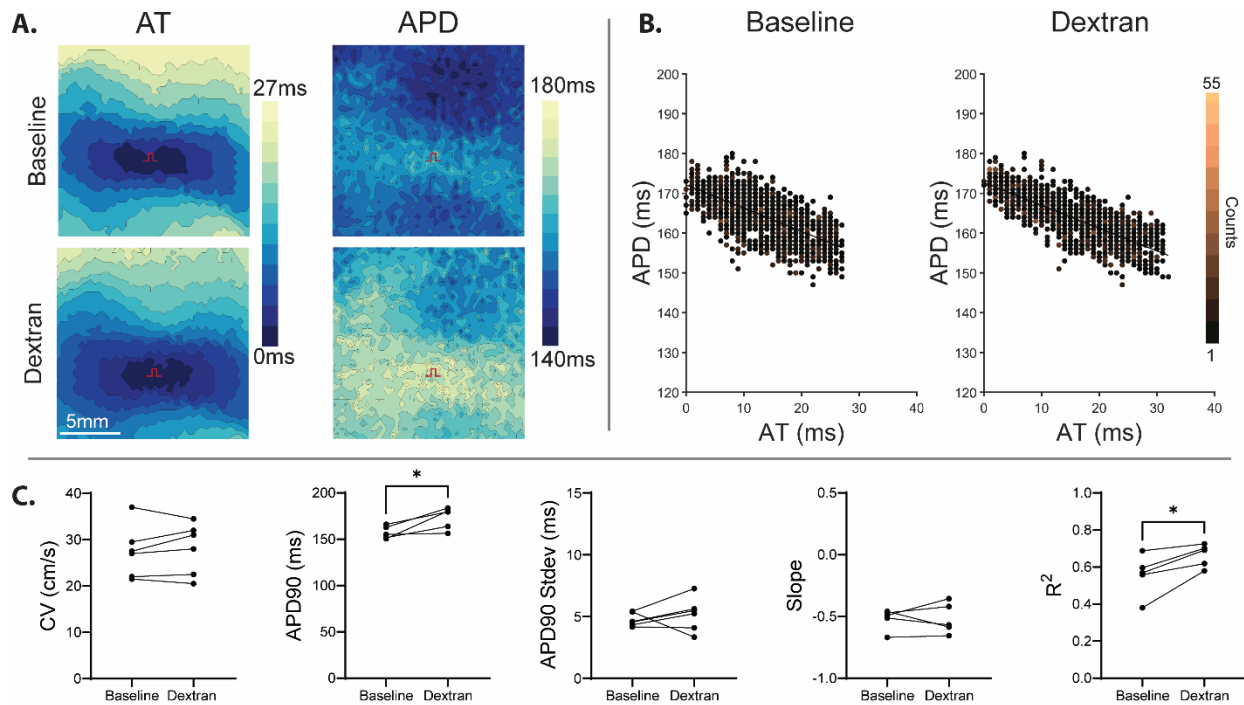 A.
AT
APD
Baseline
27ms
0ms
180ms
140ms
Dextran
5mm
B.
Baseline
Dextran
APD (ms)
200
190
180
170
160
150
140
130
120
0
10
20
30
40
AT (ms)
APD (ms)
200
190
180
170
160
150
140
130
120
0
10
20
30
40
AT (ms)
55
Counts
1
C.
CV (cm/s)
40
30
20
10
0
Baseline
Dextran
APD90 (ms)
200
150
100
50
0
*
Baseline
Dextran
APD90 Stdev (ms)
15
10
5
0
Baseline
Dextran
Slope
0.5
0.0
-0.5
-1.0
Baseline
Dextran
R²
1.0
0.8
0.6
0.4
0.2
0.0
*
Baseline
Dextran